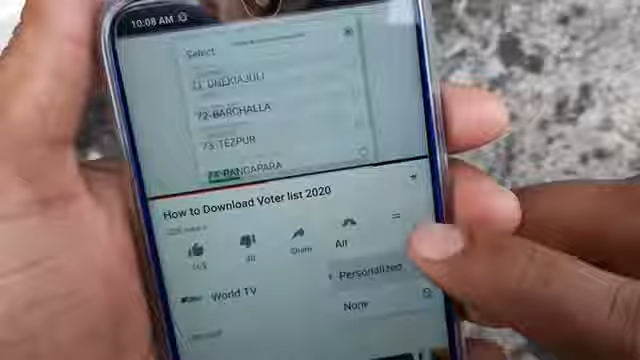 10:08 AM
Select
71-DHEKIAJULI
72-BARCHALLA
73-TEZPUR
74-RANGAPARA
How to Download Voter list 2020
Share
All
World TV
Personalized
None